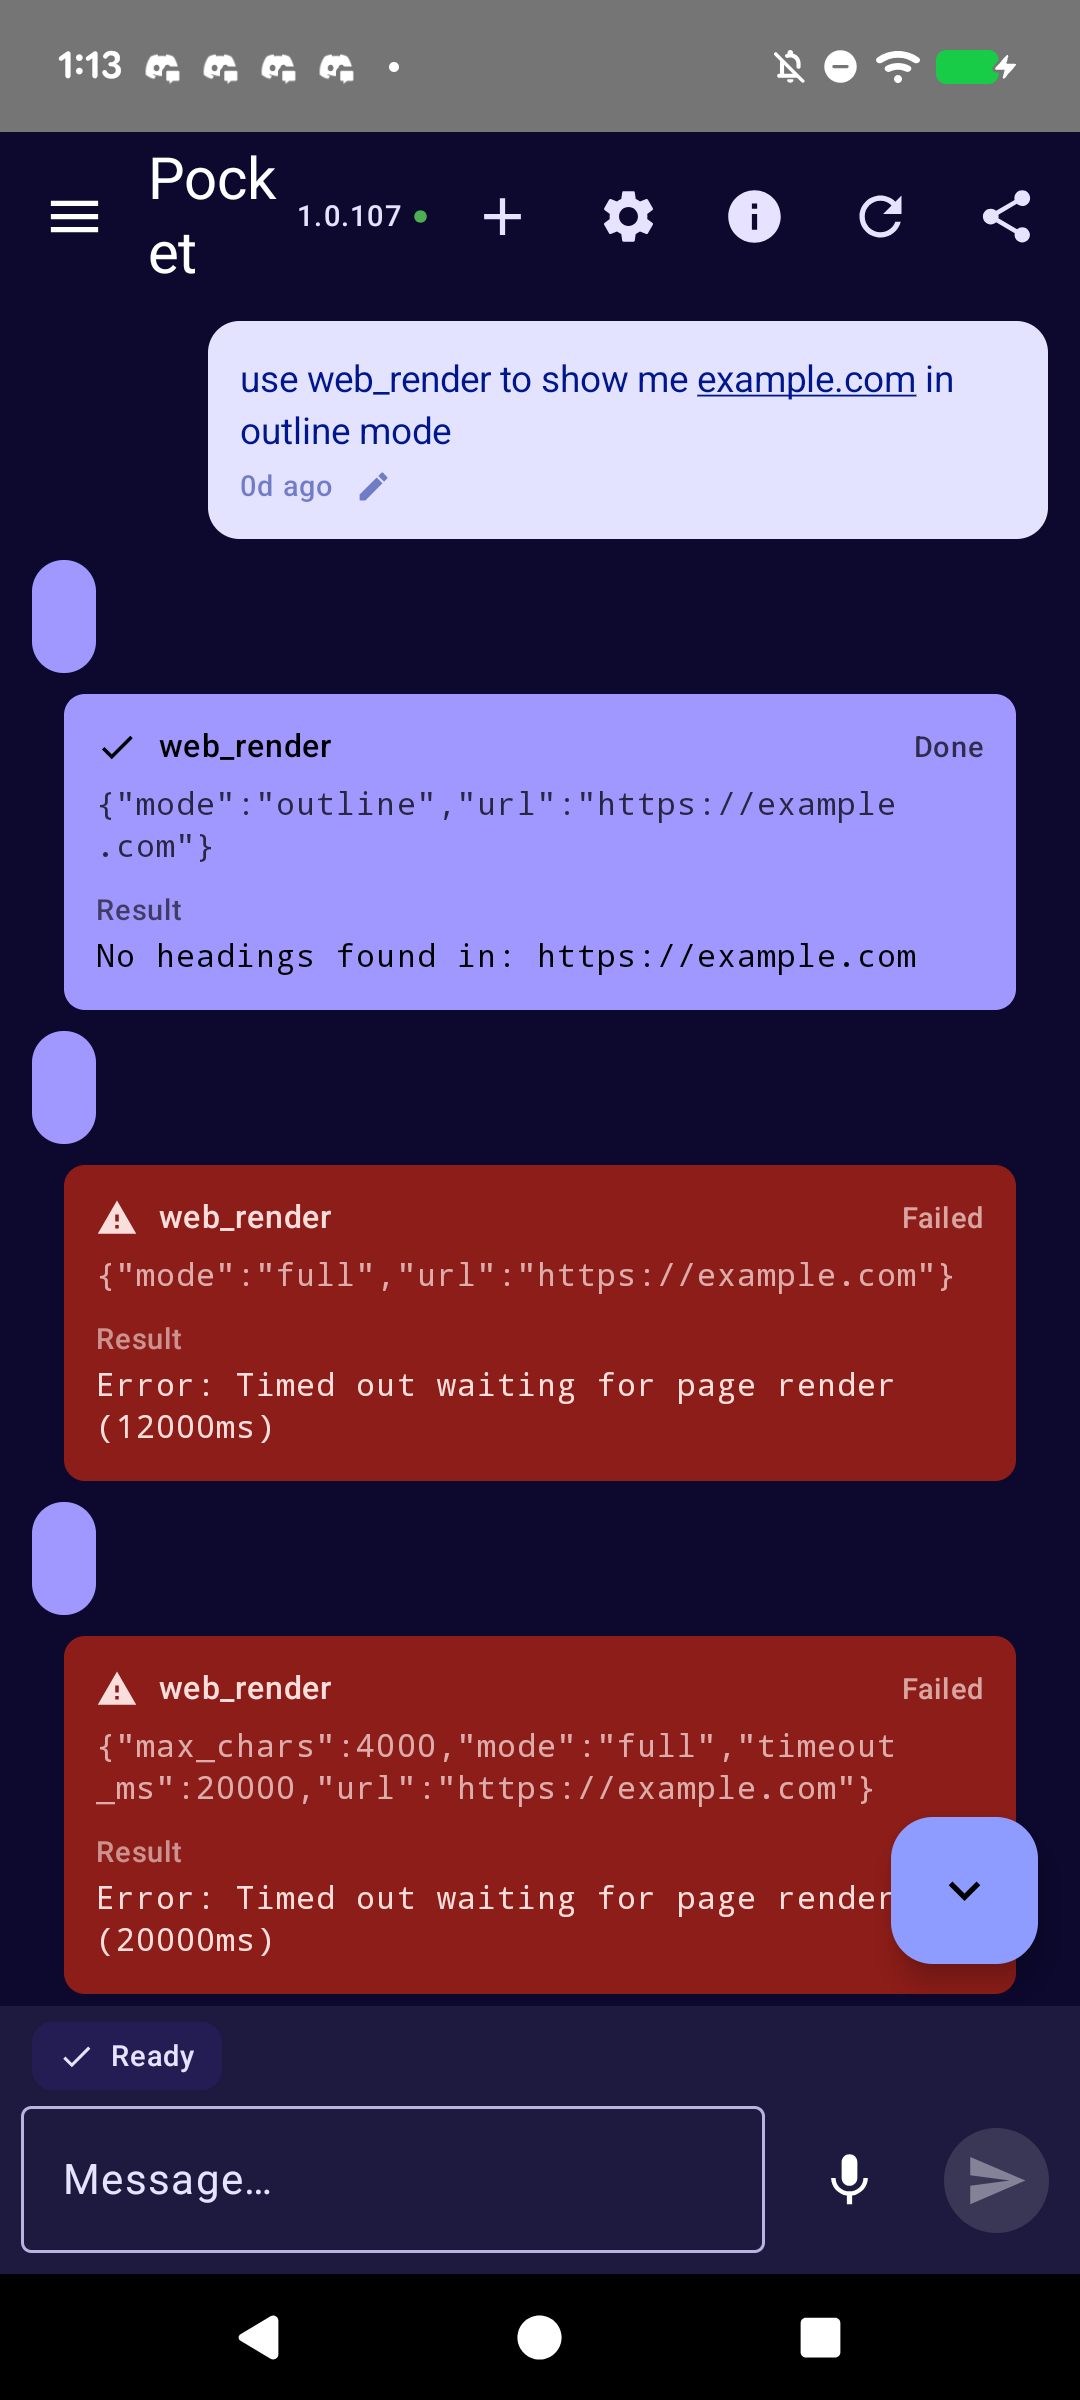 1:13
Pock
et
1.0.107
use web_render to show me example.com in
outline mode
0d ago
web_render
Done
{"mode":"outline","url":"https://example
.com"}
Result
No headings found in: https://example.com
web_render
Failed
{"mode":"full","url":"https://example.com"}
Result
Error: Timed out waiting for page render
(12000ms)
web_render
Failed
{"max_chars":4000,"mode":"full","timeout
_ms":20000,"url":"https://example.com"}
Result
Error: Timed out waiting for page render
(20000ms)
Ready
Message…